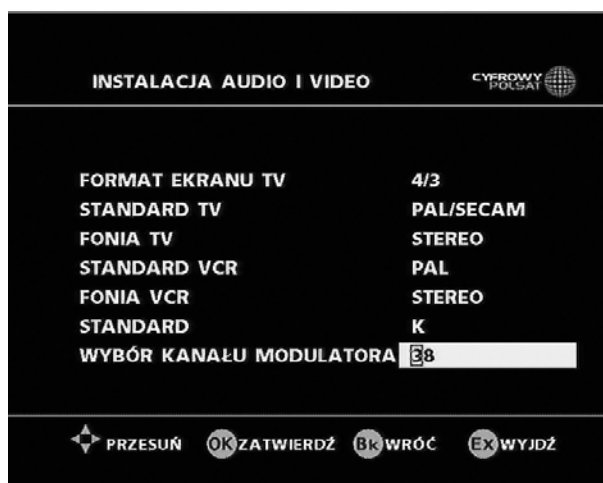 INSTALACJA AUDIO I VIDEO CYFROWY POLSAT
FORMAT EKRANU TV 4/3
STANDARD TV PAL/SECAM
FONIA TV STEREO
STANDARD VCR PAL
FONIA VCR STEREO
STANDARD K
WYBÓR KANAŁU MODULATORA 38
PRZESUŃ OK ZATWIERDŹ Bk WRÓĆ Ex WYJDŹ